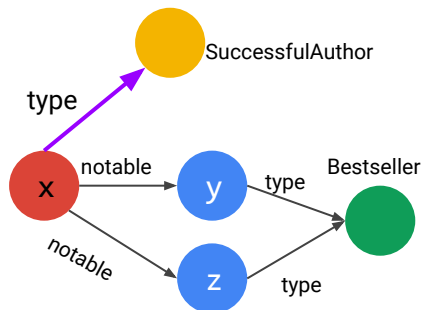 SuccessfulAuthor
type
Bestseller
x
notable
y
type
notable
z
type